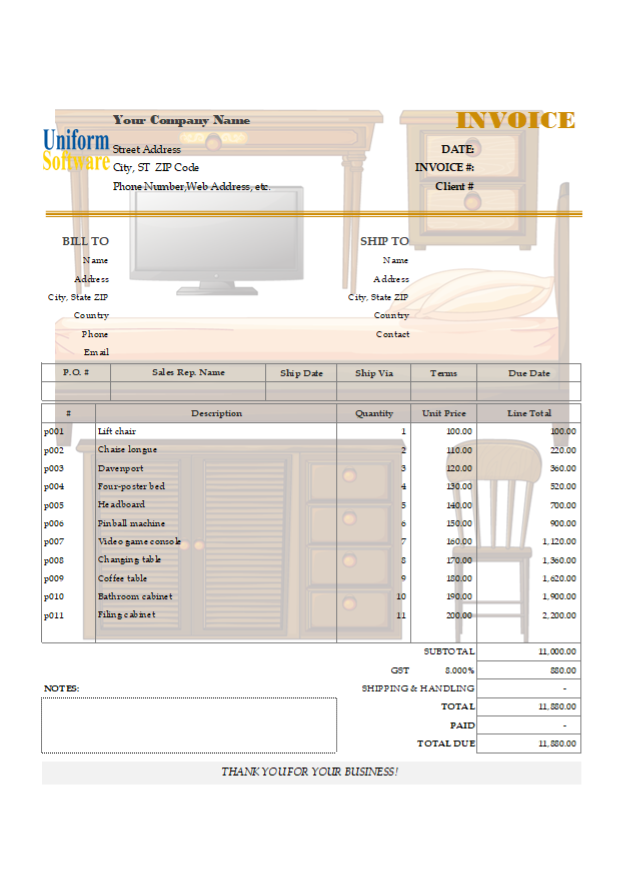 Your Company Name
INVOICE
Uniform
Software
Street Address
DATE:
City, ST  ZIP Code
INVOICE #:
Phone Number,Web Address, etc.
Client #
BILL TO
SHIP TO
Name
Name
Address
Address
City, State ZIP
City, State ZIP
Country
Country
Phone
Contact
Email
P.O. # Sales Rep. Name Ship Date Ship Via Terms Due Date
# Description Quantity Unit Price Line Total
p001 Lift chair 1 100.00 100.00
p002 Chaise longue 2 110.00 220.00
p003 Davenport 3 120.00 360.00
p004 Four-poster bed 4 130.00 520.00
p005 Headboard 5 140.00 700.00
p006 Pinball machine 6 150.00 900.00
p007 Video game console 7 160.00 1,120.00
p008 Changing table 8 170.00 1,360.00
p009 Coffee table 9 180.00 1,620.00
p010 Bathroom cabinet 10 190.00 1,900.00
p011 Filing cabinet 11 200.00 2,200.00
SUBTOTAL 11,000.00
GST 8.000% 880.00
NOTES:
SHIPPING & HANDLING -
TOTAL 11,880.00
PAID -
TOTAL DUE 11,880.00
THANK YOU FOR YOUR BUSINESS!